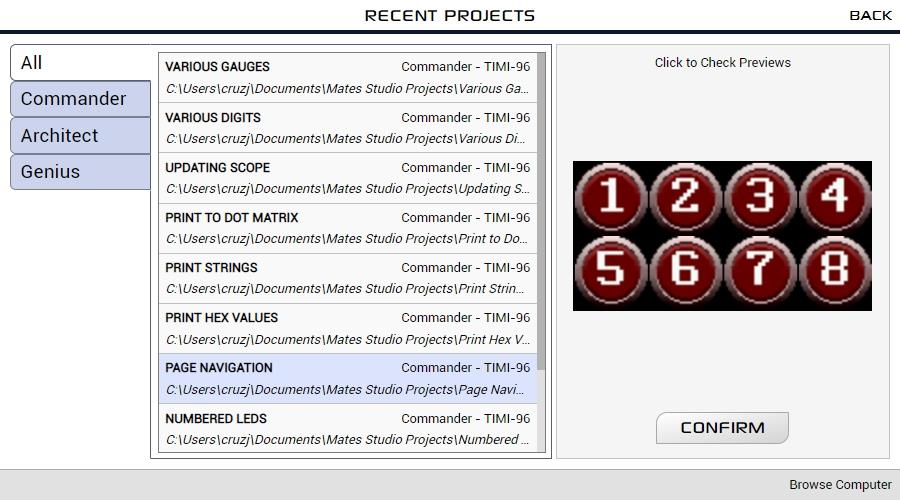 RECENT PROJECTS
BACK
All
Commander
Architect
Genius
VARIOUS GAUGES Commander - TIMI-96
C:\Users\cruzj\Documents\Mates Studio Projects\Various Ga...
VARIOUS DIGITS Commander - TIMI-96
C:\Users\cruzj\Documents\Mates Studio Projects\Various Di...
UPDATING SCOPE Commander - TIMI-96
C:\Users\cruzj\Documents\Mates Studio Projects\Updating S...
PRINT TO DOT MATRIX Commander - TIMI-96
C:\Users\cruzj\Documents\Mates Studio Projects\Print to Do...
PRINT STRINGS Commander - TIMI-96
C:\Users\cruzj\Documents\Mates Studio Projects\Print Strin...
PRINT HEX VALUES Commander - TIMI-96
C:\Users\cruzj\Documents\Mates Studio Projects\Print Hex V...
PAGE NAVIGATION Commander - TIMI-96
C:\Users\cruzj\Documents\Mates Studio Projects\Page Navi...
NUMBERED LEDS Commander - TIMI-96
C:\Users\cruzj\Documents\Mates Studio Projects\Numbered ...
Click to Check Previews
1 2 3 4
5 6 7 8
CONFIRM
Browse Computer